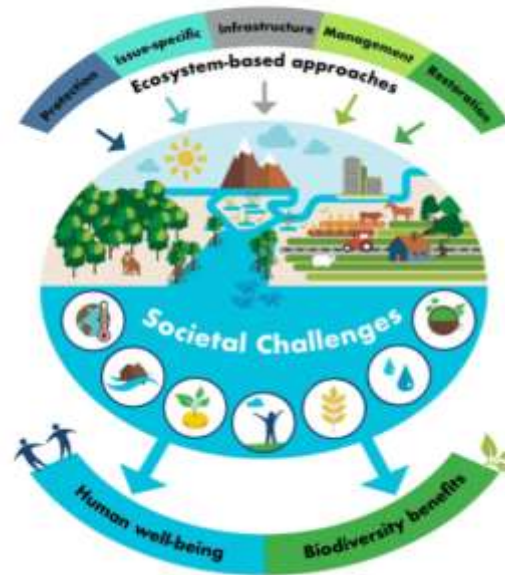 Protection
Issue-specific
Infrastructure
Management
Restoration
Ecosystem-based approaches
Societal Challenges
Human well-being
Biodiversity benefits